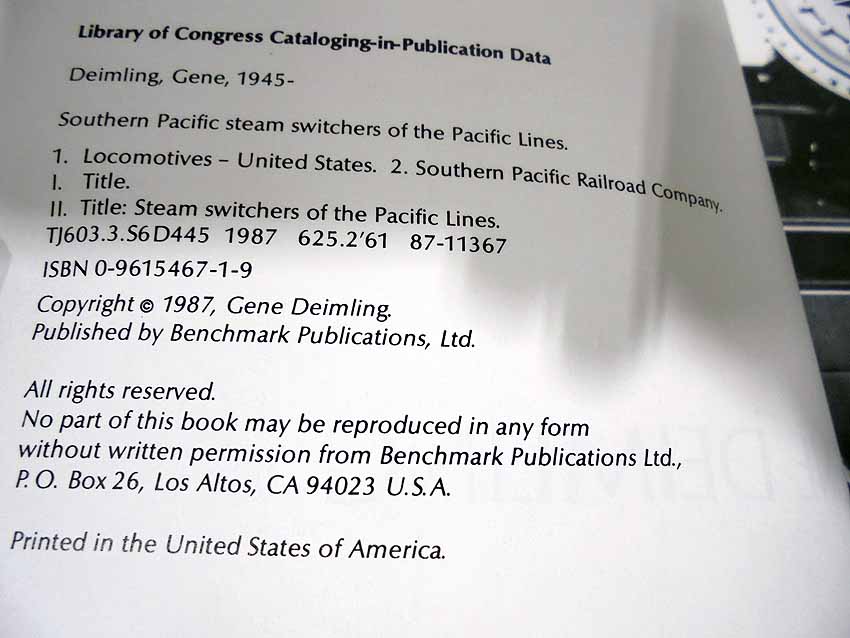 Library of Congress Cataloging-in-Publication Data
Deimling, Gene, 1945-
Southern Pacific steam switchers of the Pacific Lines.
1. Locomotives – United States. 2. Southern Pacific Railroad Company.
I. Title.
II. Title: Steam switchers of the Pacific Lines.
TJ603.3.S6D445 1987 625.2'61 87-11367
ISBN 0-9615467-1-9
Copyright © 1987, Gene Deimling.
Published by Benchmark Publications, Ltd.
All rights reserved.
No part of this book may be reproduced in any form
without written permission from Benchmark Publications Ltd.,
P.O. Box 26, Los Altos, CA 94023 U.S.A.
Printed in the United States of America.